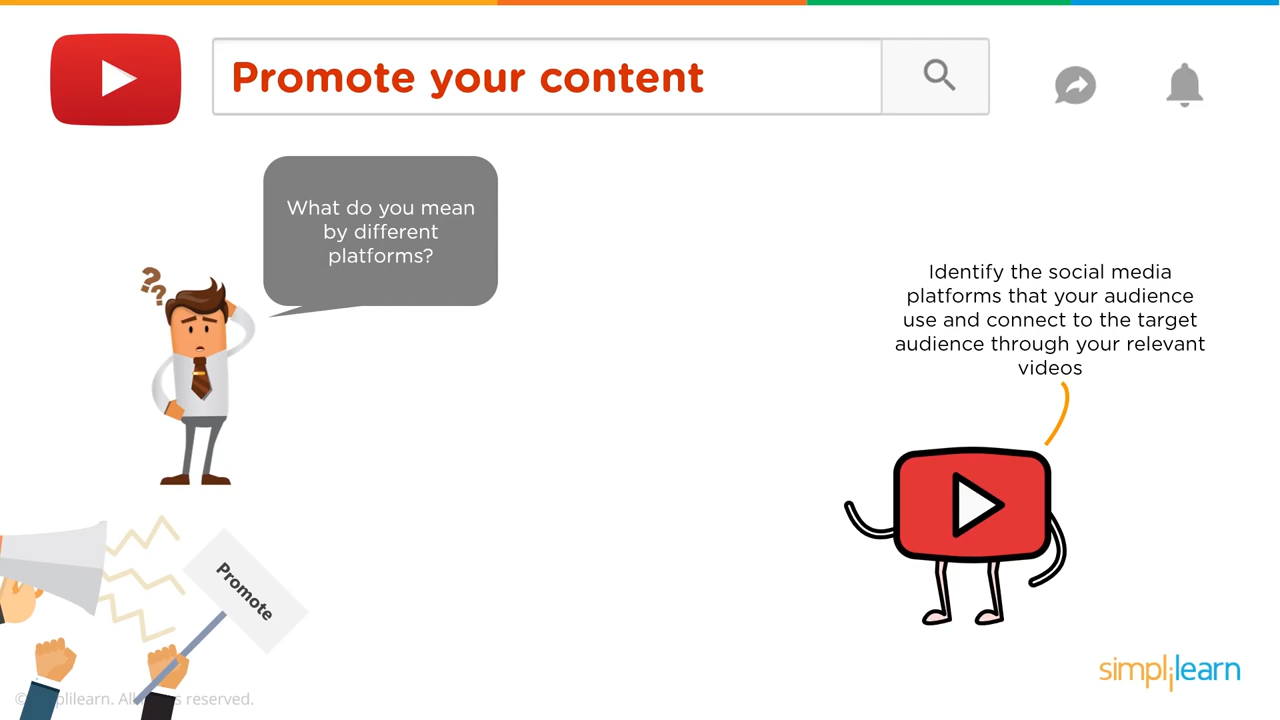 Promote your content
What do you mean
by different
platforms?
??
Identify the social media
platforms that your audience
use and connect to the target
audience through your relevant
videos
Promote
simplilearn
reserved.